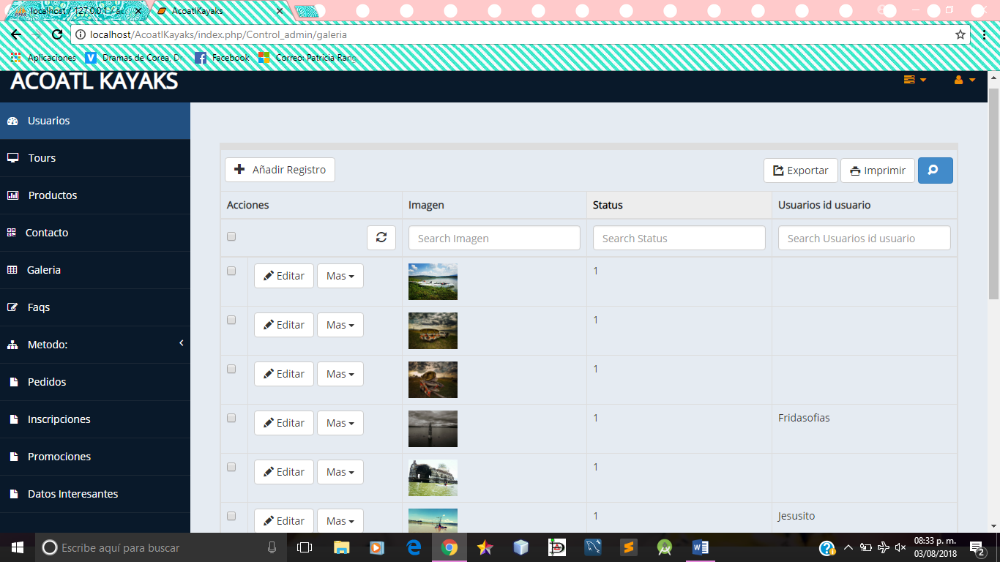 localhost / 127.0.0.1 / ac
AcoatlKayaks
localhost/AcoatlKayaks/index.php/Control_admin/galeria
Aplicaciones Dramas de Corea, Dr Facebook Correo: Patricia Rang
ACOATL KAYAKS
Usuarios
Tours
Productos
Contacto
Galeria
Faqs
Metodo:
Pedidos
Inscripciones
Promociones
Datos Interesantes
Añadir Registro
Exportar
Imprimir
Acciones Imagen Status Usuarios id usuario
Search Imagen Search Status Search Usuarios id usuario
Editar Mas 1
Editar Mas 1
Editar Mas 1
Editar Mas 1 Fridasofias
Editar Mas 1
Editar Mas 1 Jesusito
Escribe aquí para buscar
08:33 p. m.
03/08/2018
2